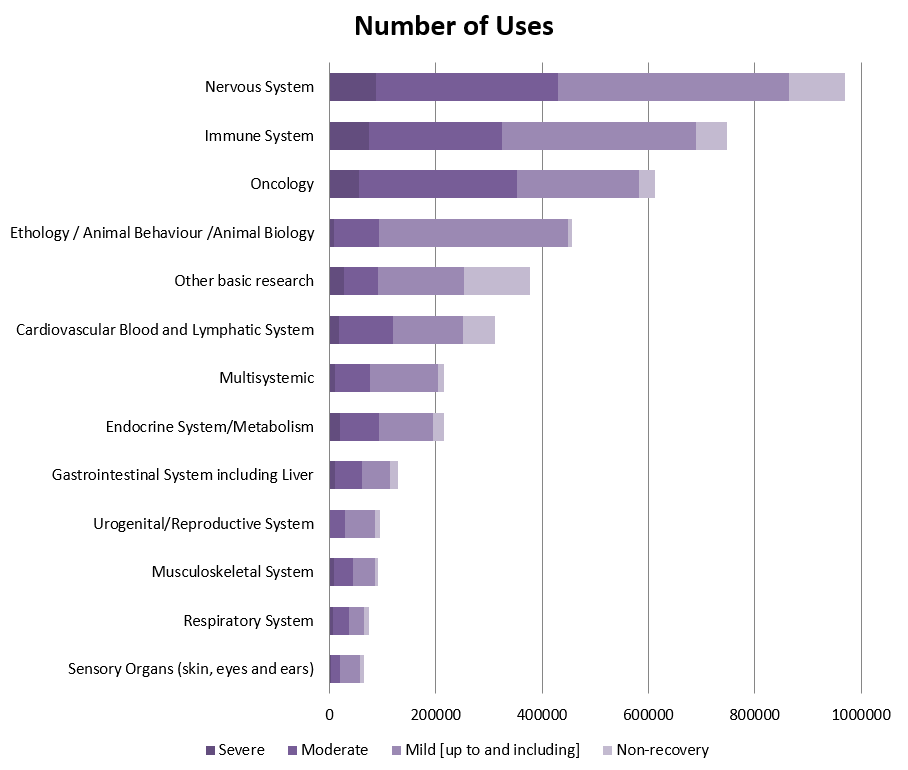 Number of Uses
Nervous System
Immune System
Oncology
Ethology / Animal Behaviour /Animal Biology
Other basic research
Cardiovascular Blood and Lymphatic System
Multisystemic
Endocrine System/Metabolism
Gastrointestinal System including Liver
Urogenital/Reproductive System
Musculoskeletal System
Respiratory System
Sensory Organs (skin, eyes and ears)
0 200000 400000 600000 800000 1000000
Severe Moderate Mild [up to and including] Non-recovery